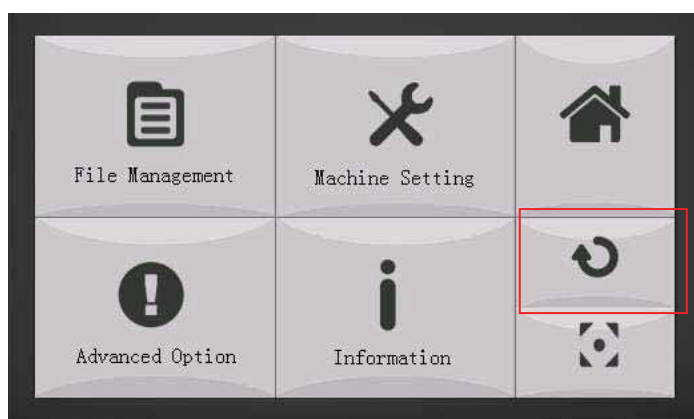 File Management
Machine Setting
Advanced Option
Information